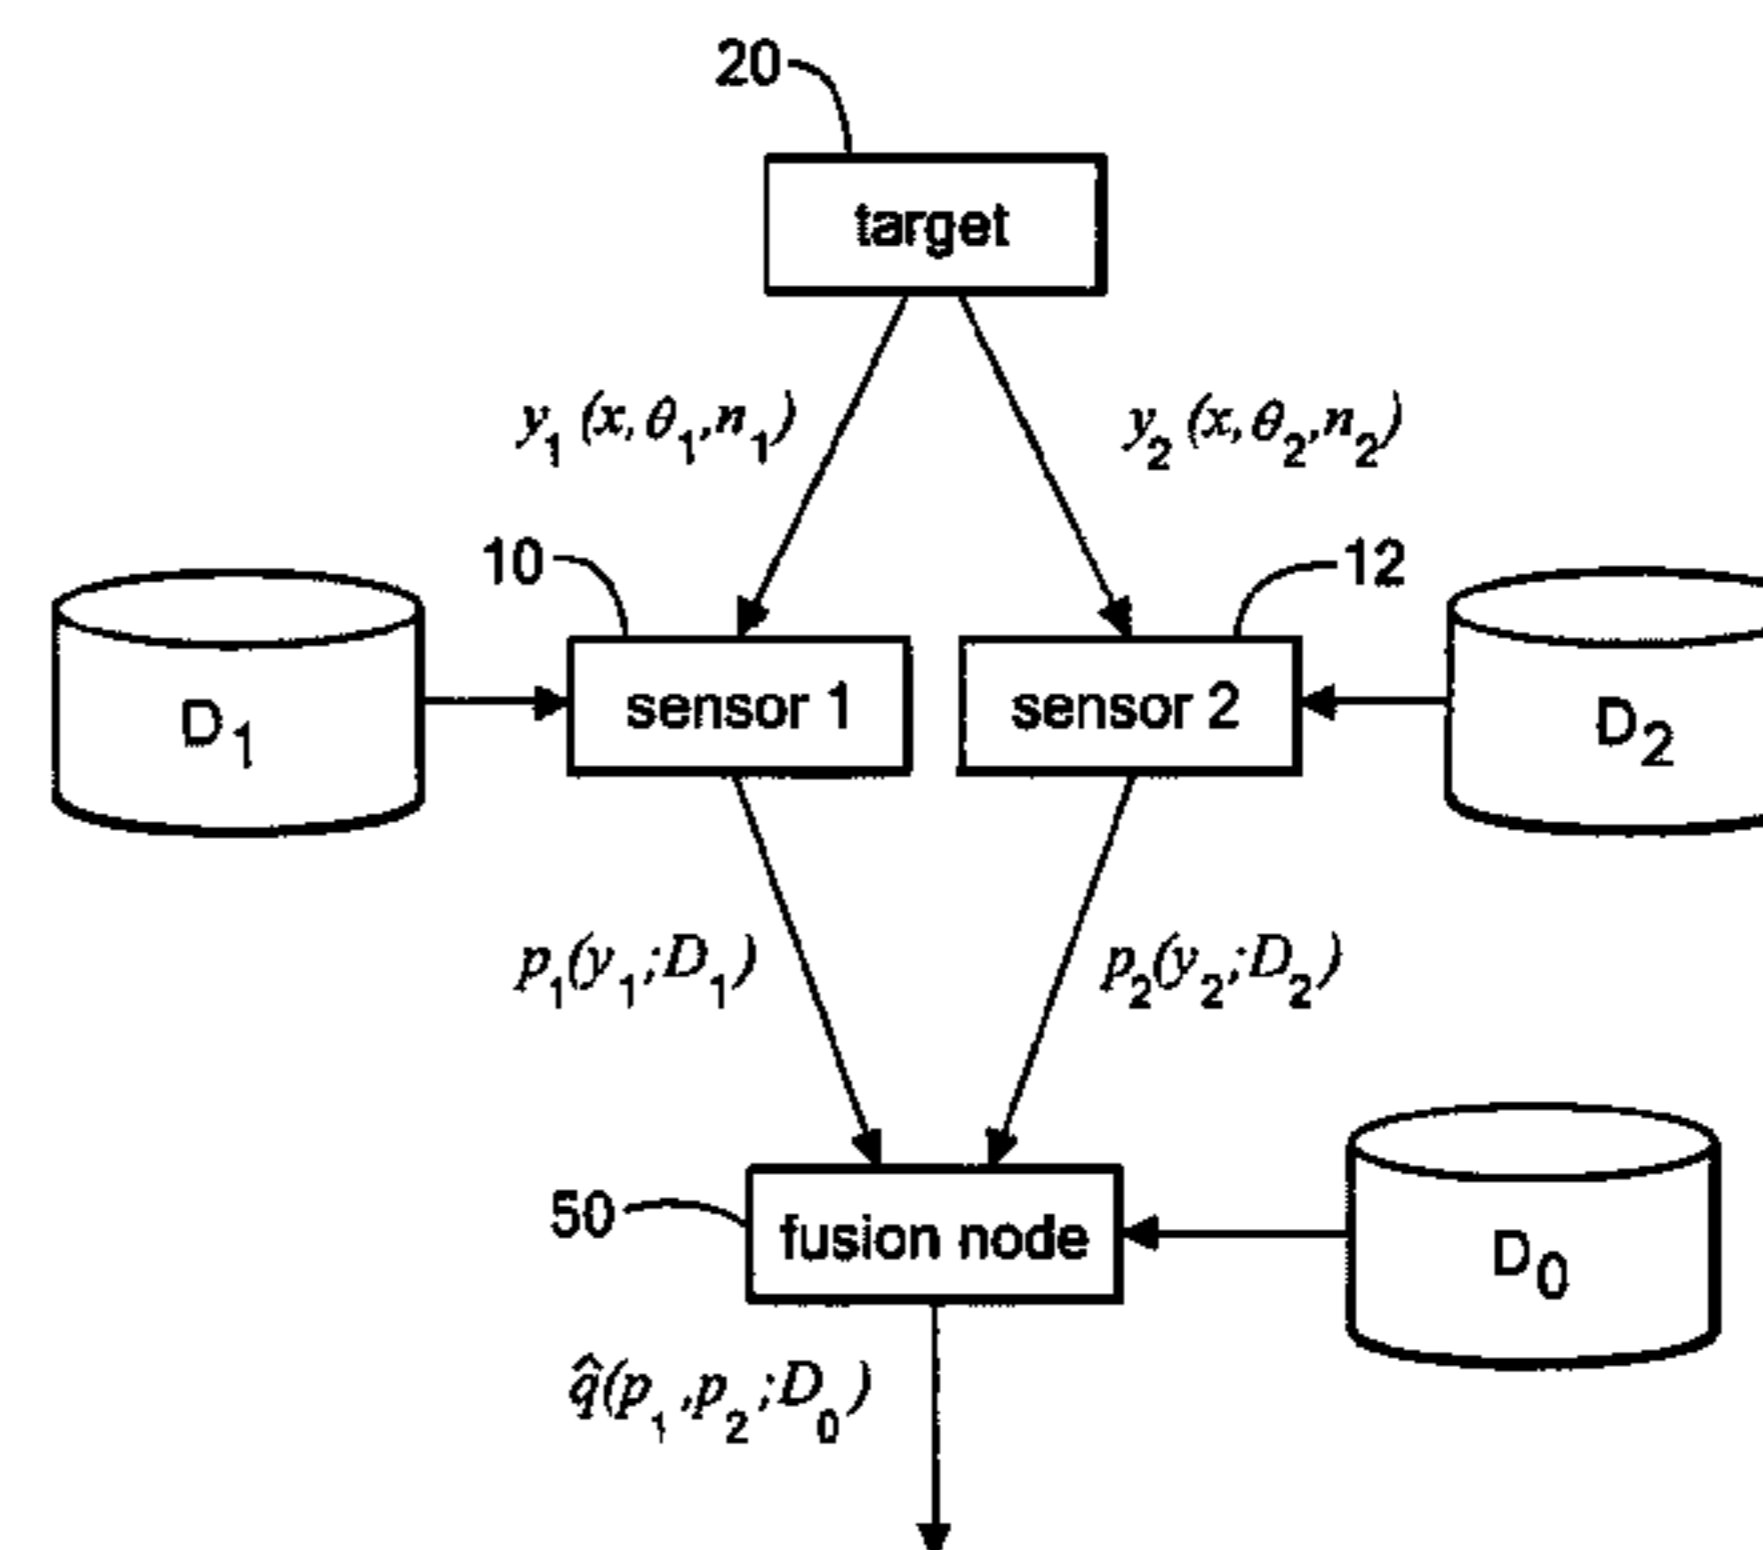 20
target
y₁(x,θ₁,n₁)
y₂(x,θ₂,n₂)
10
12
D₁
sensor 1
sensor 2
D₂
p₁(y₁;D₁)
p₂(y₂;D₂)
50
fusion node
D₀
q̂(p₁,p₂;D₀)